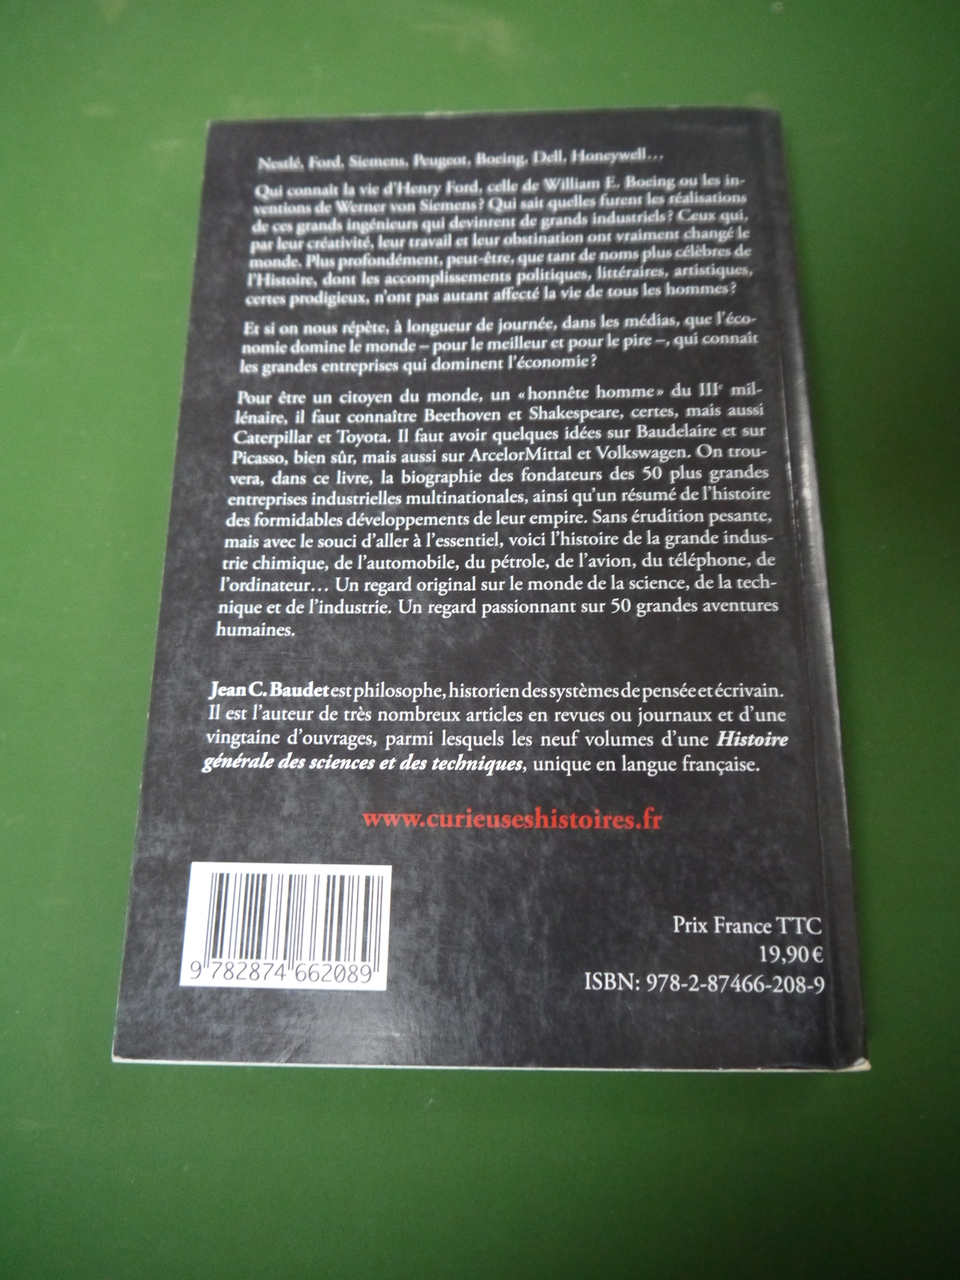 Nestlé, Ford, Siemens, Peugeot, Boeing, Dell, Honeywell…
Qui connaît la vie d'Henry Ford, celle de William E. Boeing ou les in-
ventions de Werner von Siemens? Qui sait quelles furent les réalisations
de ces grands ingénieurs qui devinrent de grands industriels? Ceux qui,
par leur créativité, leur travail et leur obstination ont vraiment changé le
monde. Plus profondément, peut-être, que tant de noms plus célèbres de
l'Histoire, dont les accomplissements politiques, littéraires, artistiques,
certes prodigieux, n'ont pas autant affecté la vie de tous les hommes?
Et si on nous répète, à longueur de journée, dans les médias, que l'éco-
nomie domine le monde – pour le meilleur et pour le pire –, qui connaît
les grandes entreprises qui dominent l'économie?
Pour être un citoyen du monde, un «honnête homme» du IIIe mil-
lénaire, il faut connaître Beethoven et Shakespeare, certes, mais aussi
Caterpillar et Toyota. Il faut avoir quelques idées sur Baudelaire et sur
Picasso, bien sûr, mais aussi sur ArcelorMittal et Volkswagen. On trou-
vera, dans ce livre, la biographie des fondateurs des 50 plus grandes
entreprises industrielles multinationales, ainsi qu'un résumé de l'histoire
des formidables développements de leur empire. Sans érudition pesante,
mais avec le souci d'aller à l'essentiel, voici l'histoire de la grande indus-
trie chimique, de l'automobile, du pétrole, de l'avion, du téléphone, de
l'ordinateur… Un regard original sur le monde de la science, de la tech-
nique et de l'industrie. Un regard passionnant sur 50 grandes aventures
humaines.
Jean C. Baudet est philosophe, historien des systèmes de pensée et écrivain.
Il est l'auteur de très nombreux articles en revues ou journaux et d'une
vingtaine d'ouvrages, parmi lesquels les neuf volumes d'une Histoire
générale des sciences et des techniques, unique en langue française.
www.curieuseshistoires.fr
Prix France TTC
19,90 €
ISBN: 978-2-87466-208-9
9 782874 662089